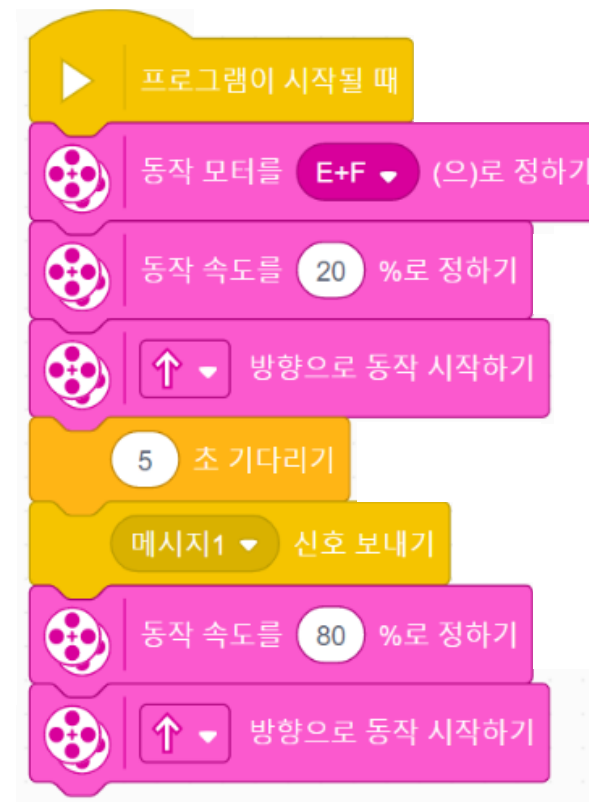 프로그램이 시작될 때
동작 모터를 E+F (으)로 정하기
동작 속도를 20 %로 정하기
방향으로 동작 시작하기
5 초 기다리기
메시지1 신호 보내기
동작 속도를 80 %로 정하기
방향으로 동작 시작하기